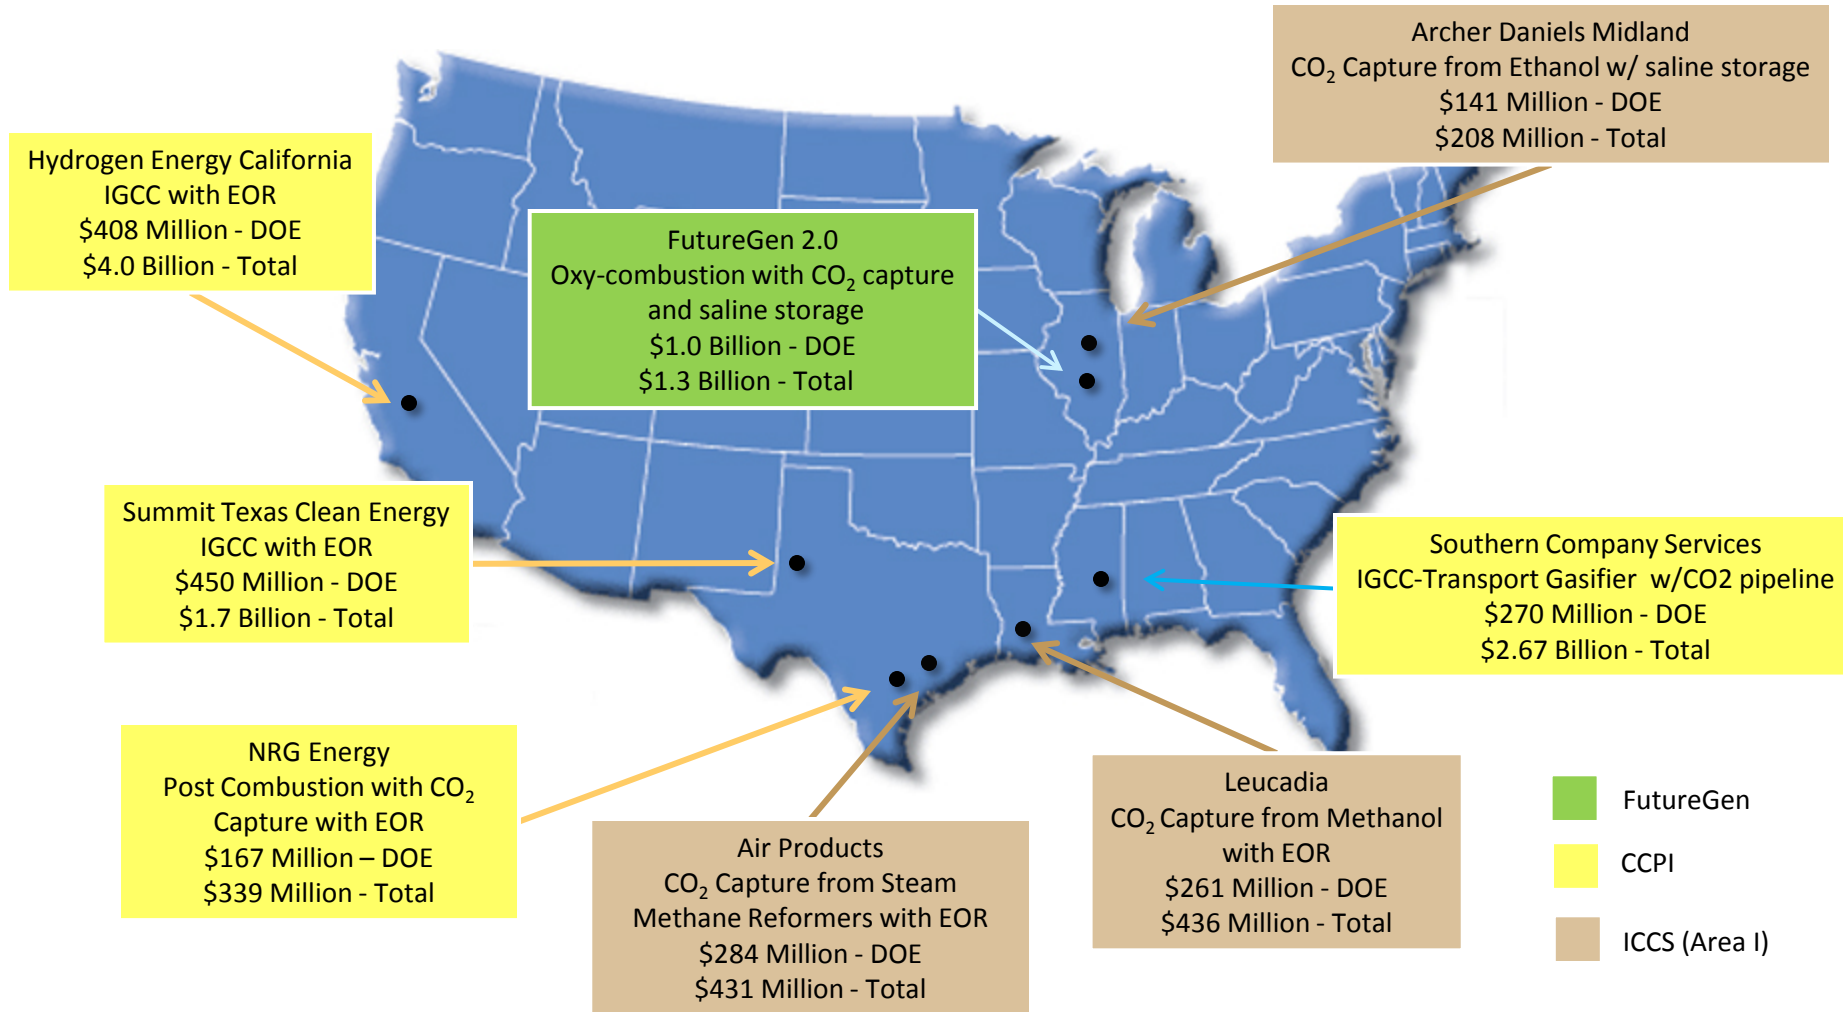 Archer Daniels Midland
CO₂ Capture from Ethanol w/ saline storage
$141 Million - DOE
$208 Million - Total
Hydrogen Energy California
IGCC with EOR
$408 Million - DOE
$4.0 Billion - Total
FutureGen 2.0
Oxy-combustion with CO₂ capture
and saline storage
$1.0 Billion - DOE
$1.3 Billion - Total
Summit Texas Clean Energy
IGCC with EOR
$450 Million - DOE
$1.7 Billion - Total
Southern Company Services
IGCC-Transport Gasifier w/CO2 pipeline
$270 Million - DOE
$2.67 Billion - Total
NRG Energy
Post Combustion with CO₂
Capture with EOR
$167 Million – DOE
$339 Million - Total
Air Products
CO₂ Capture from Steam
Methane Reformers with EOR
$284 Million - DOE
$431 Million - Total
Leucadia
CO₂ Capture from Methanol
with EOR
$261 Million - DOE
$436 Million - Total
FutureGen
CCPI
ICCS (Area I)